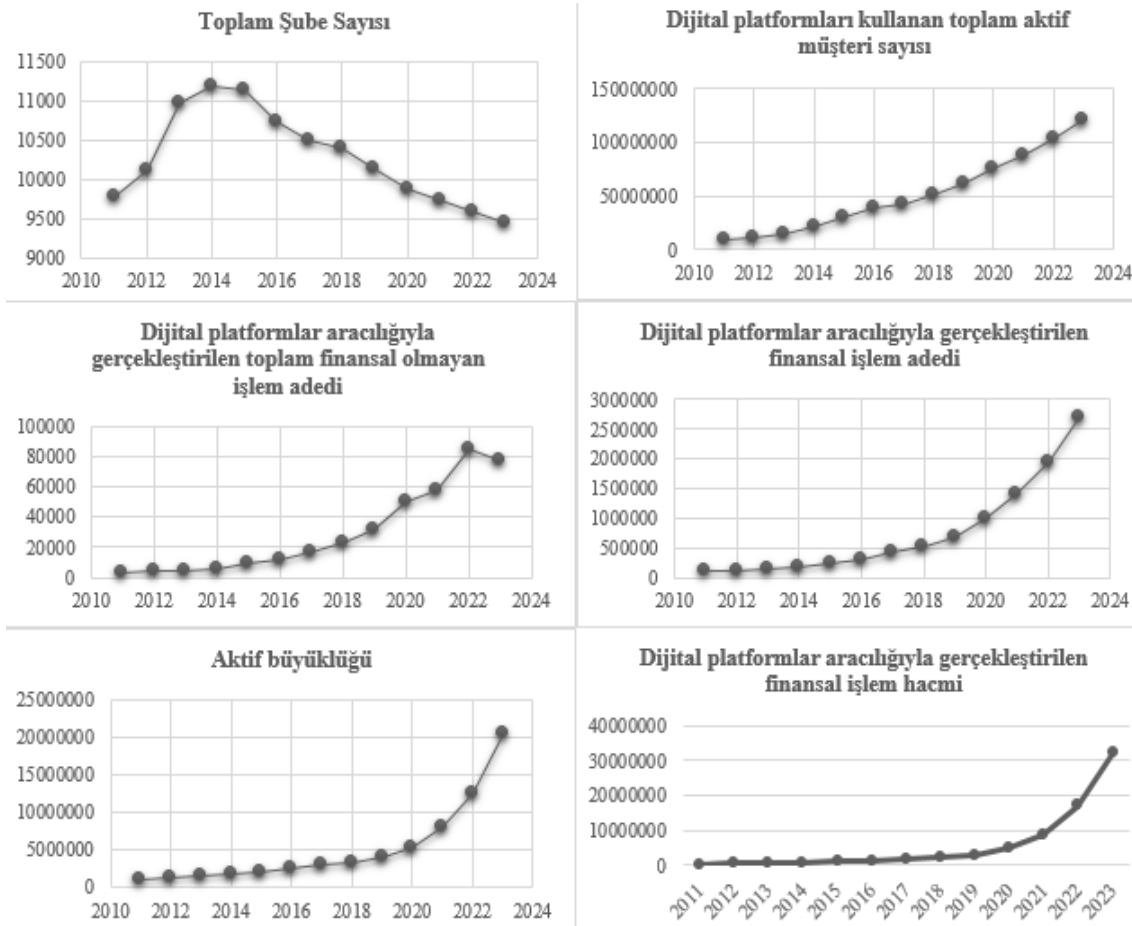 Toplam Şube Sayısı
11500
11000
10500
10000
9500
9000
2010 2012 2014 2016 2018 2020 2022 2024
Dijital platformları kullanan toplam aktif
müşteri sayısı
150000000
100000000
50000000
0
2010 2012 2014 2016 2018 2020 2022 2024
Dijital platformlar aracılığıyla
gerçekleştirilen toplam finansal olmayan
işlem adedi
100000
80000
60000
40000
20000
0
2010 2012 2014 2016 2018 2020 2022 2024
Dijital platformlar aracılığıyla gerçekleştirilen
finansal işlem adedi
3000000
2500000
2000000
1500000
1000000
500000
0
2010 2012 2014 2016 2018 2020 2022 2024
Aktif büyüklüğü
25000000
20000000
15000000
10000000
5000000
0
2010 2012 2014 2016 2018 2020 2022 2024
Dijital platformlar aracılığıyla gerçekleştirilen
finansal işlem hacmi
40000000
30000000
20000000
10000000
0
2011 2012 2013 2014 2015 2016 2017 2018 2019 2020 2021 2022 2023